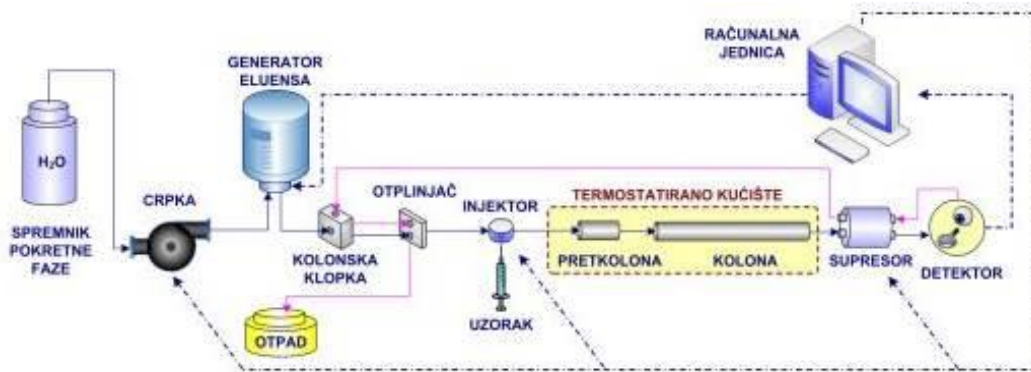 RAČUNALNA
JEDNICA
GENERATOR
ELUENSA
H₂O
CRPKA
OTPLINJAČ
INJEKTOR
TERMOSTATIRANO KUĆIŠTE
SPREMNIK
POKRETNE
FAZE
KOLONSKA
KLOPKA
PRETKOLONA
KOLONA
SUPRESOR
DETEKTOR
UZORAK
OTPAD